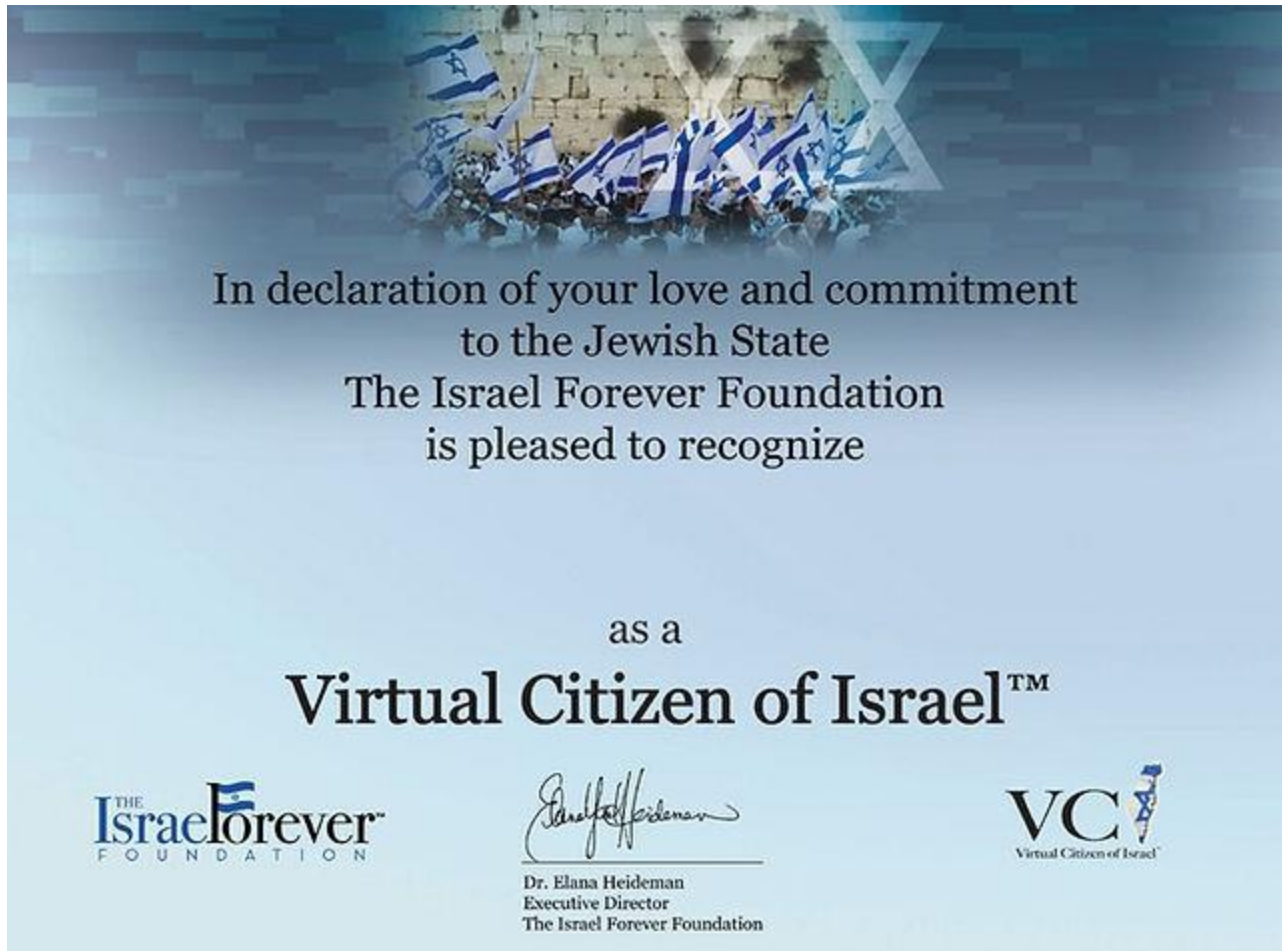 In declaration of your love and commitment
to the Jewish State
The Israel Forever Foundation
is pleased to recognize
as a
Virtual Citizen of Israel™
THE
IsraelForever™
FOUNDATION
Dr. Elana Heideman
Executive Director
The Israel Forever Foundation
VCI
Virtual Citizen of Israel™